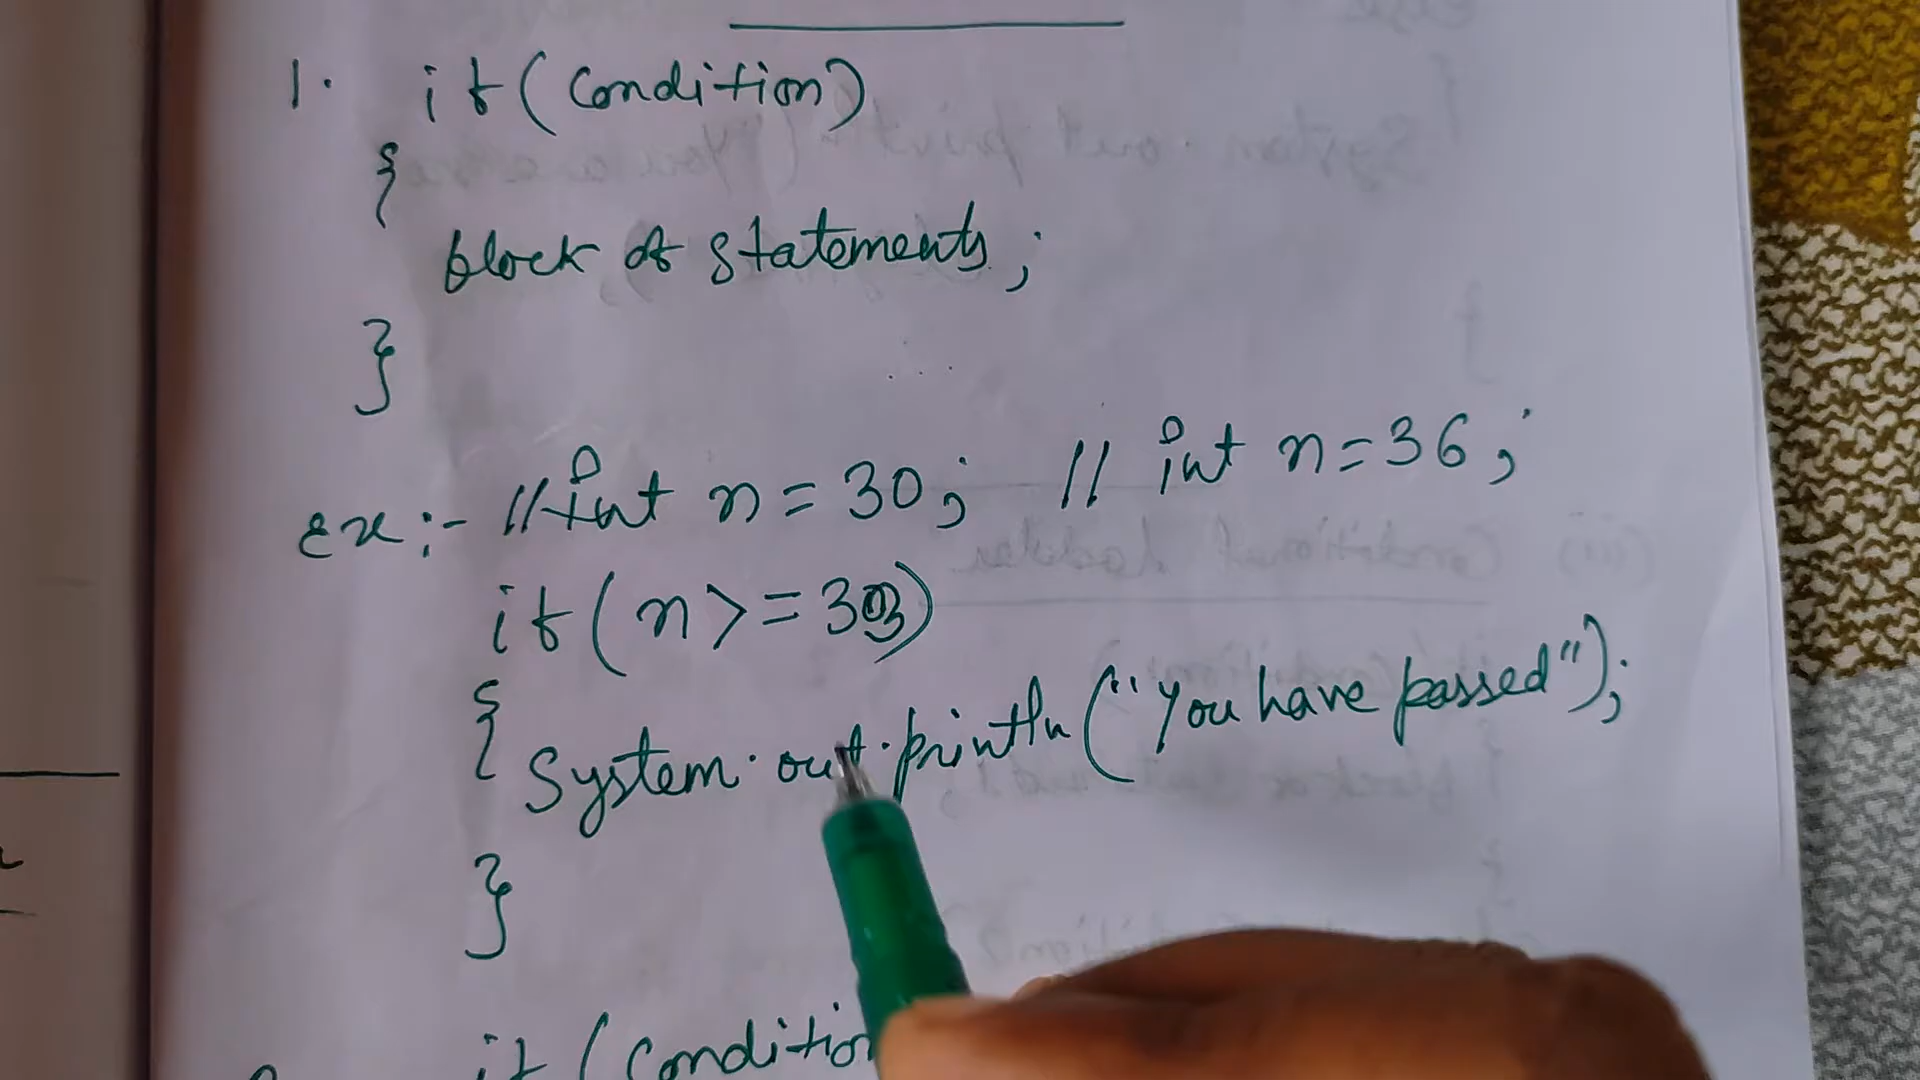 1. if (Condition)
{
block of statements;
}
Ex:- //int n=30; // int n=36;
if(n>=33)
{
System.out.println("You have passed");
}
if (Condition